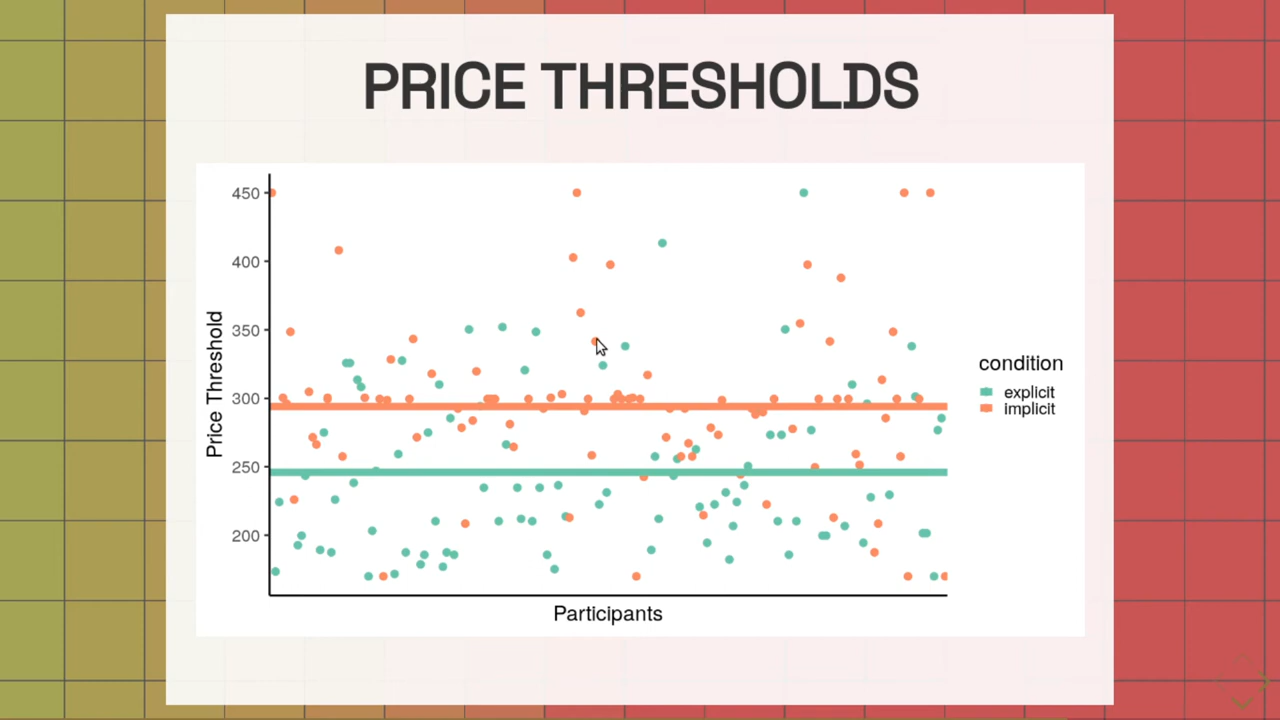 PRICE THRESHOLDS
450
400
350
300
250
200
Price Threshold
Participants
condition
explicit
implicit